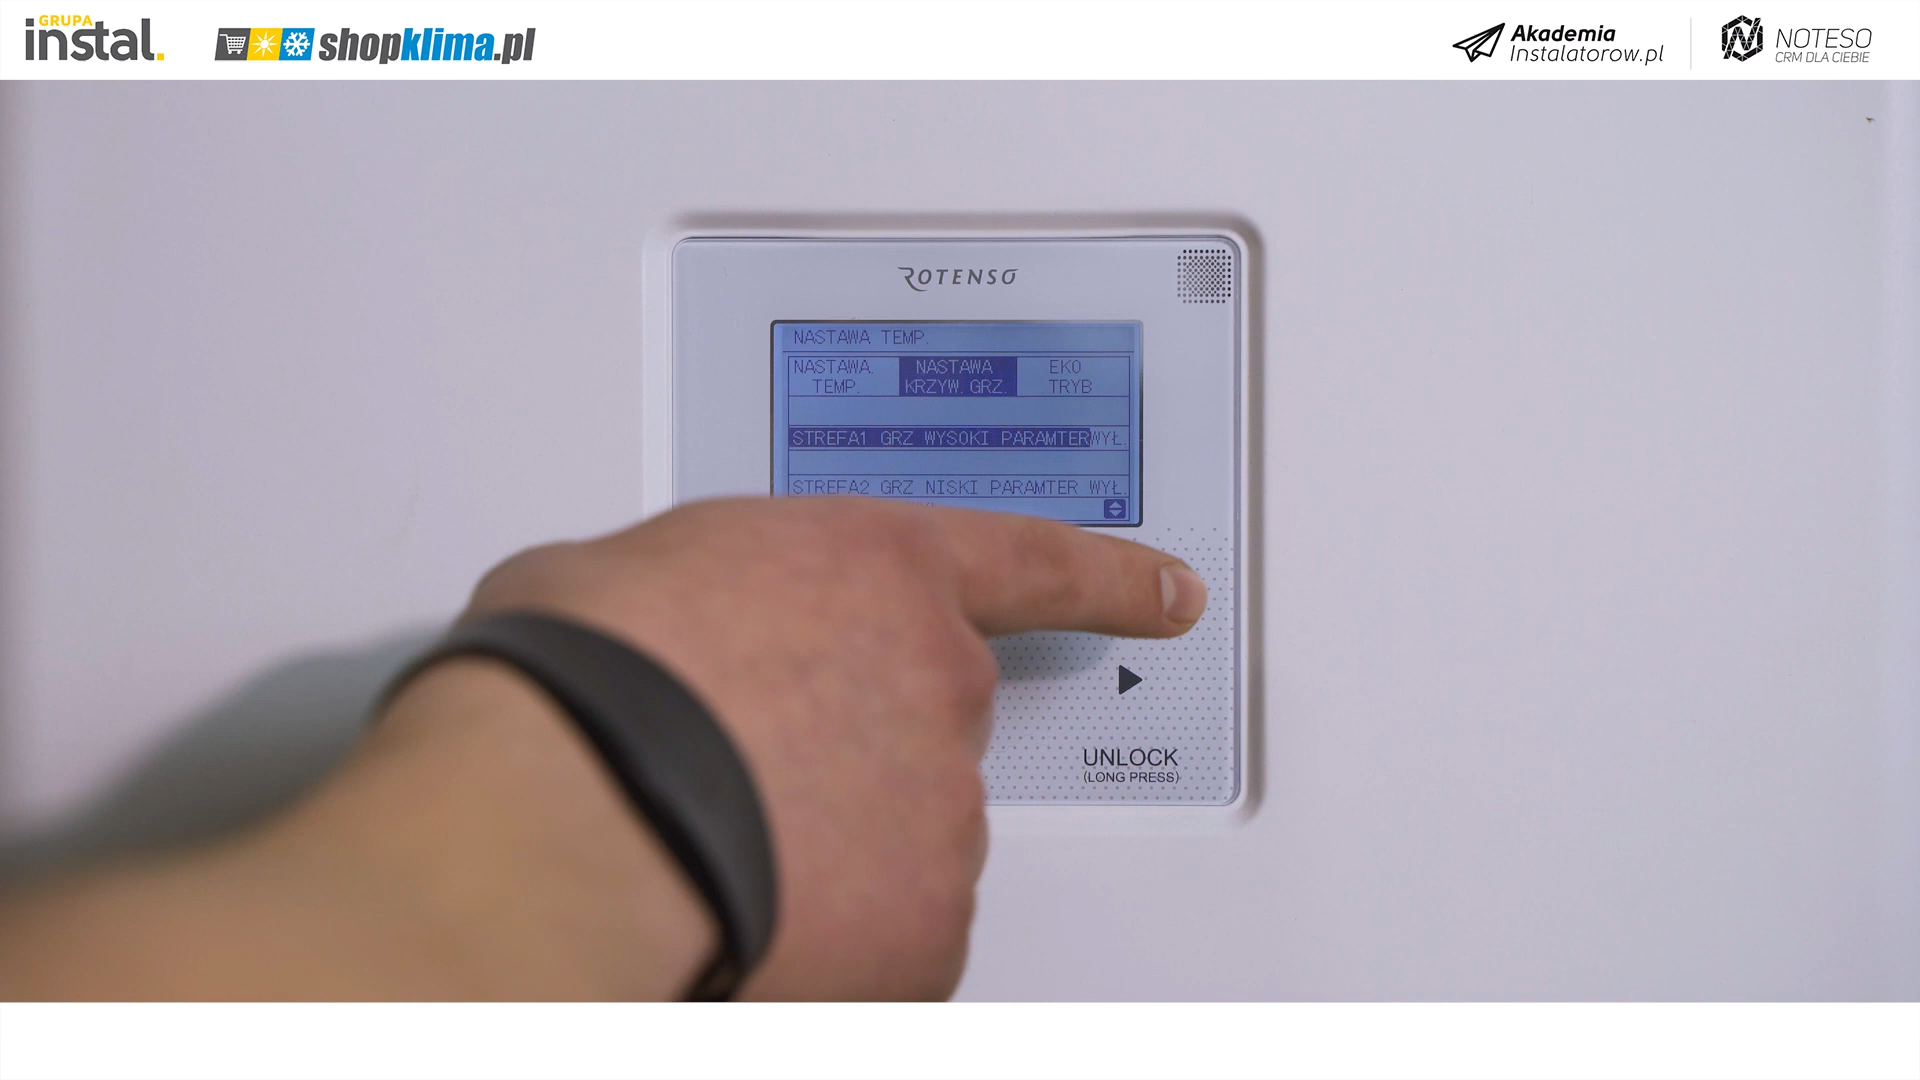 GRUPA
instal.
shopklima.pl
Akademia
Instalatorow.pl
NOTESO
CRM DLA CIEBIE
ROTENSO
NASTAWA TEMP.
NASTAWA.
TEMP.
NASTAWA
KRZYW. GRZ.
EKO
TRYB
STREFA1 GRZ WYSOKI PARAMTER WYŁ.
STREFA2 GRZ NISKI PARAMTER WYŁ.
UNLOCK
(LONG PRESS)